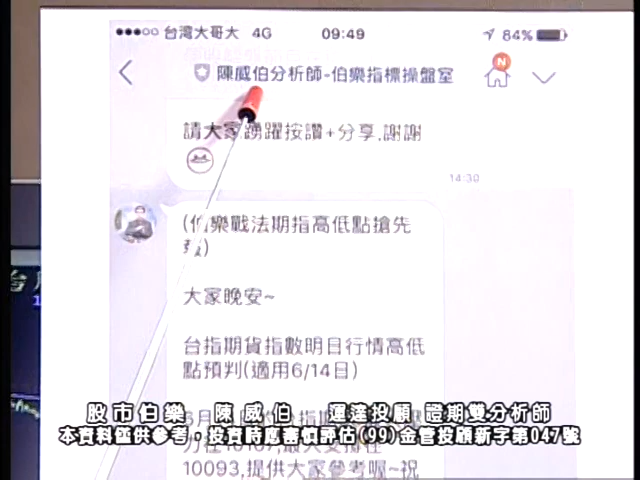 台灣大哥大 4G 09:49 84%
陳威伯分析師-伯樂指標操盤室
N
請大家踴躍按讚+分享.謝謝
14:30
(伯樂戰法期指高低點搶先
報)
大家晚安~
台指期貨指數明日行情高低
點預判(適用6/14日)
股市伯樂 陳威伯 運達投顧 證期雙分析師
本資料僅供參考，投資時應審慎評估(99)金管投顧新字第047號
10093,提供大家參考喔~祝